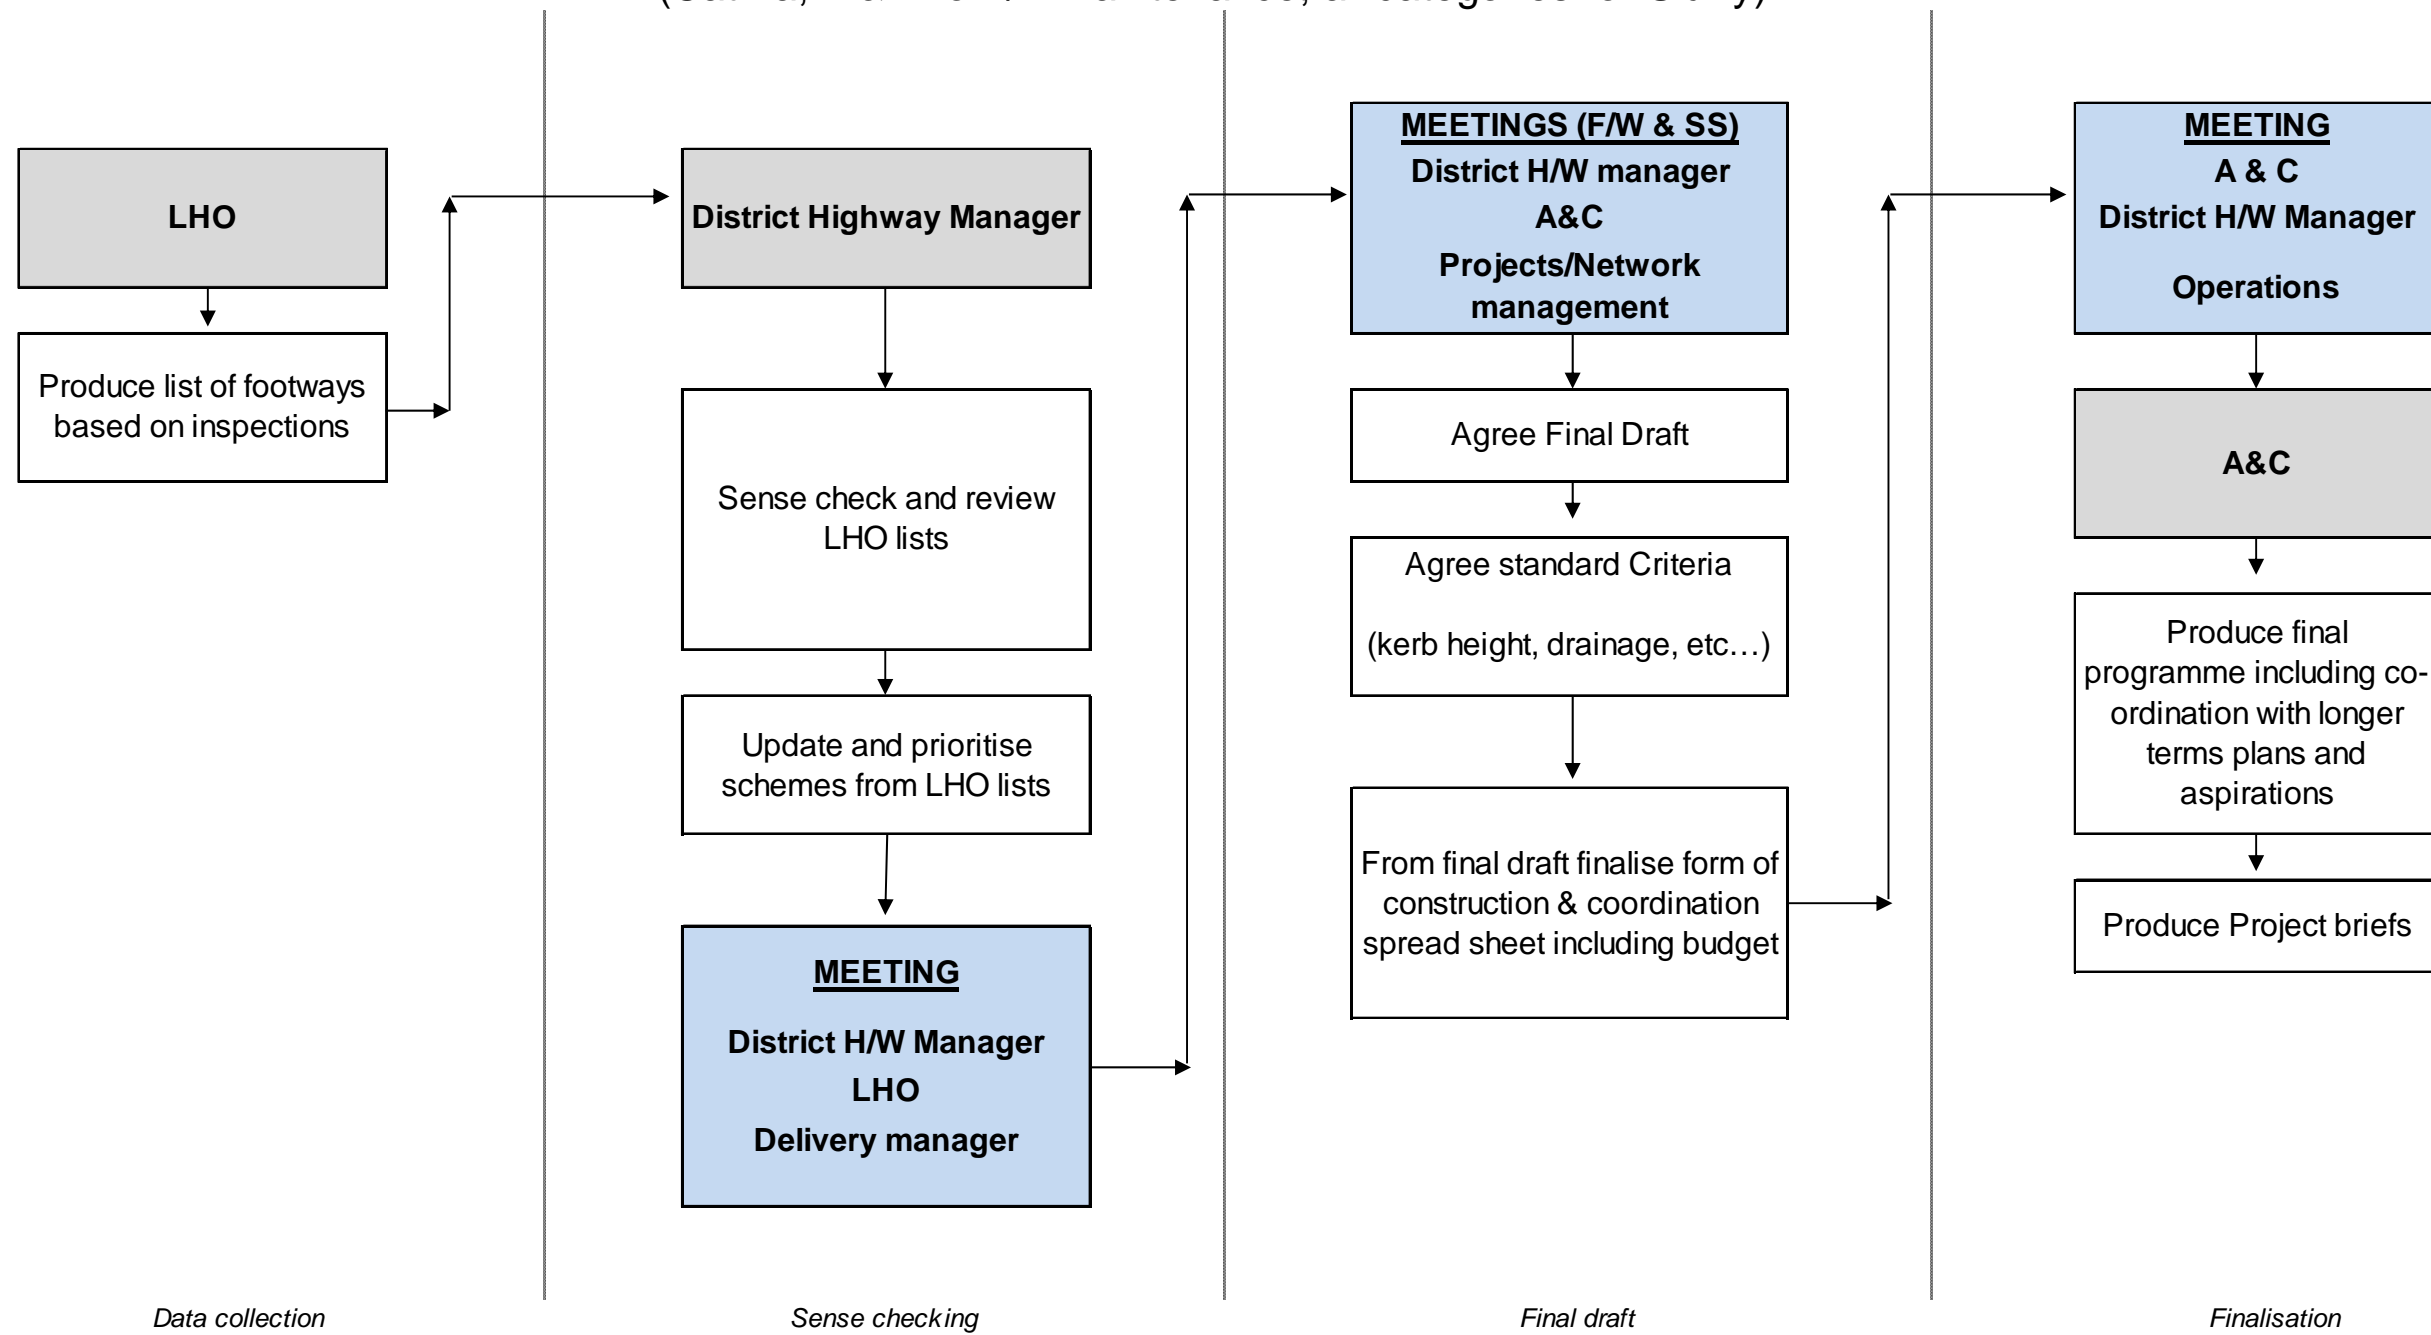 LHO
Produce list of footways
based on inspections
Data collection
District Highway Manager
Sense check and review
LHO lists
Update and prioritise
schemes from LHO lists
MEETING
District H/W Manager
LHO
Delivery manager
Sense checking
MEETINGS (F/W & SS)
District H/W manager
A&C
Projects/Network
management
Agree Final Draft
Agree standard Criteria
(kerb height, drainage, etc…)
From final draft finalise form of
construction & coordination
spread sheet including budget
Final draft
MEETING
A & C
District H/W Manager
Operations
A&C
Produce final
programme including co-
ordination with longer
terms plans and
aspirations
Produce Project briefs
Finalisation